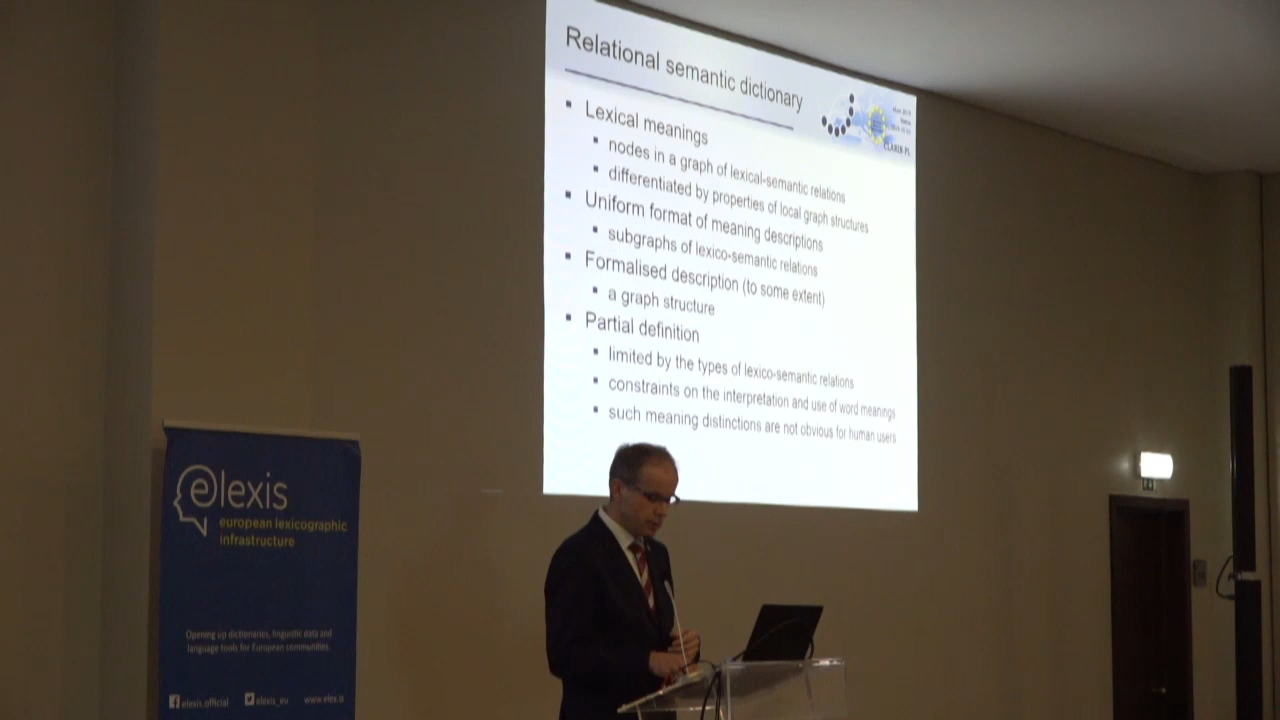 Relational semantic dictionary
CLARIN-PL
Lexical meanings
nodes in a graph of lexical-semantic relations
differentiated by properties of local graph structures
Uniform format of meaning descriptions
subgraphs of lexico-semantic relations
Formalised description (to some extent)
a graph structure
Partial definition
limited by the types of lexico-semantic relations
constraints on the interpretation and use of word meanings
such meaning distinctions are not obvious for human users
elexis
european lexicographic
infrastructure
Opening up dictionaries, linguistic data and
language tools for European communities.
elexis.official elexis_eu www.elex.is